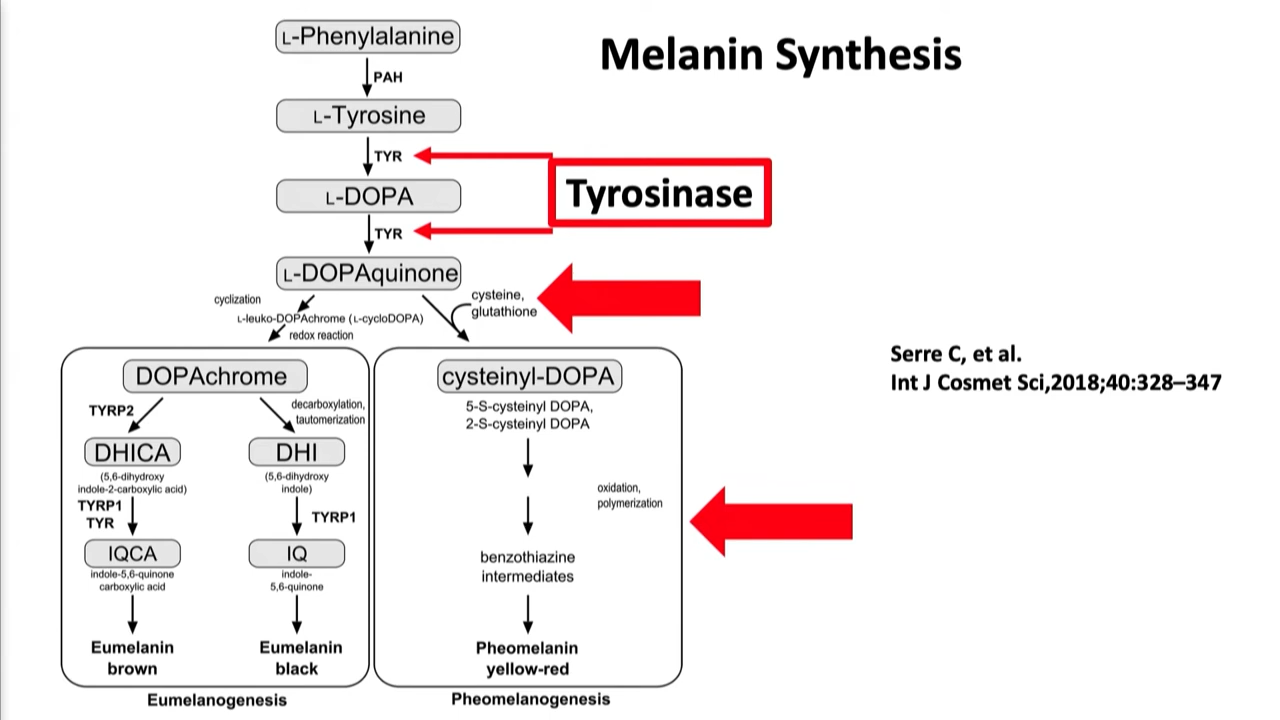 Melanin Synthesis
L-Phenylalanine
PAH
L-Tyrosine
TYR
Tyrosinase
L-DOPA
TYR
L-DOPAquinone
cyclization
L-leuko-DOPAchrome (L-cycloDOPA)
redox reaction
cysteine,
glutathione
Serre C, et al.
Int J Cosmet Sci,2018;40:328–347
DOPAchrome
TYRP2
decarboxylation,
tautomerization
DHICA
(5,6-dihydroxy
indole-2-carboxylic acid)
DHI
(5,6-dihydroxy
indole)
TYRP1
TYR
TYRP1
IQCA
indole-5,6-quinone
carboxylic acid
IQ
indole-
5,6-quinone
Eumelanin
brown
Eumelanin
black
Eumelanogenesis
cysteinyl-DOPA
5-S-cysteinyl DOPA,
2-S-cysteinyl DOPA
oxidation,
polymerization
benzothiazine
intermediates
Pheomelanin
yellow-red
Pheomelanogenesis